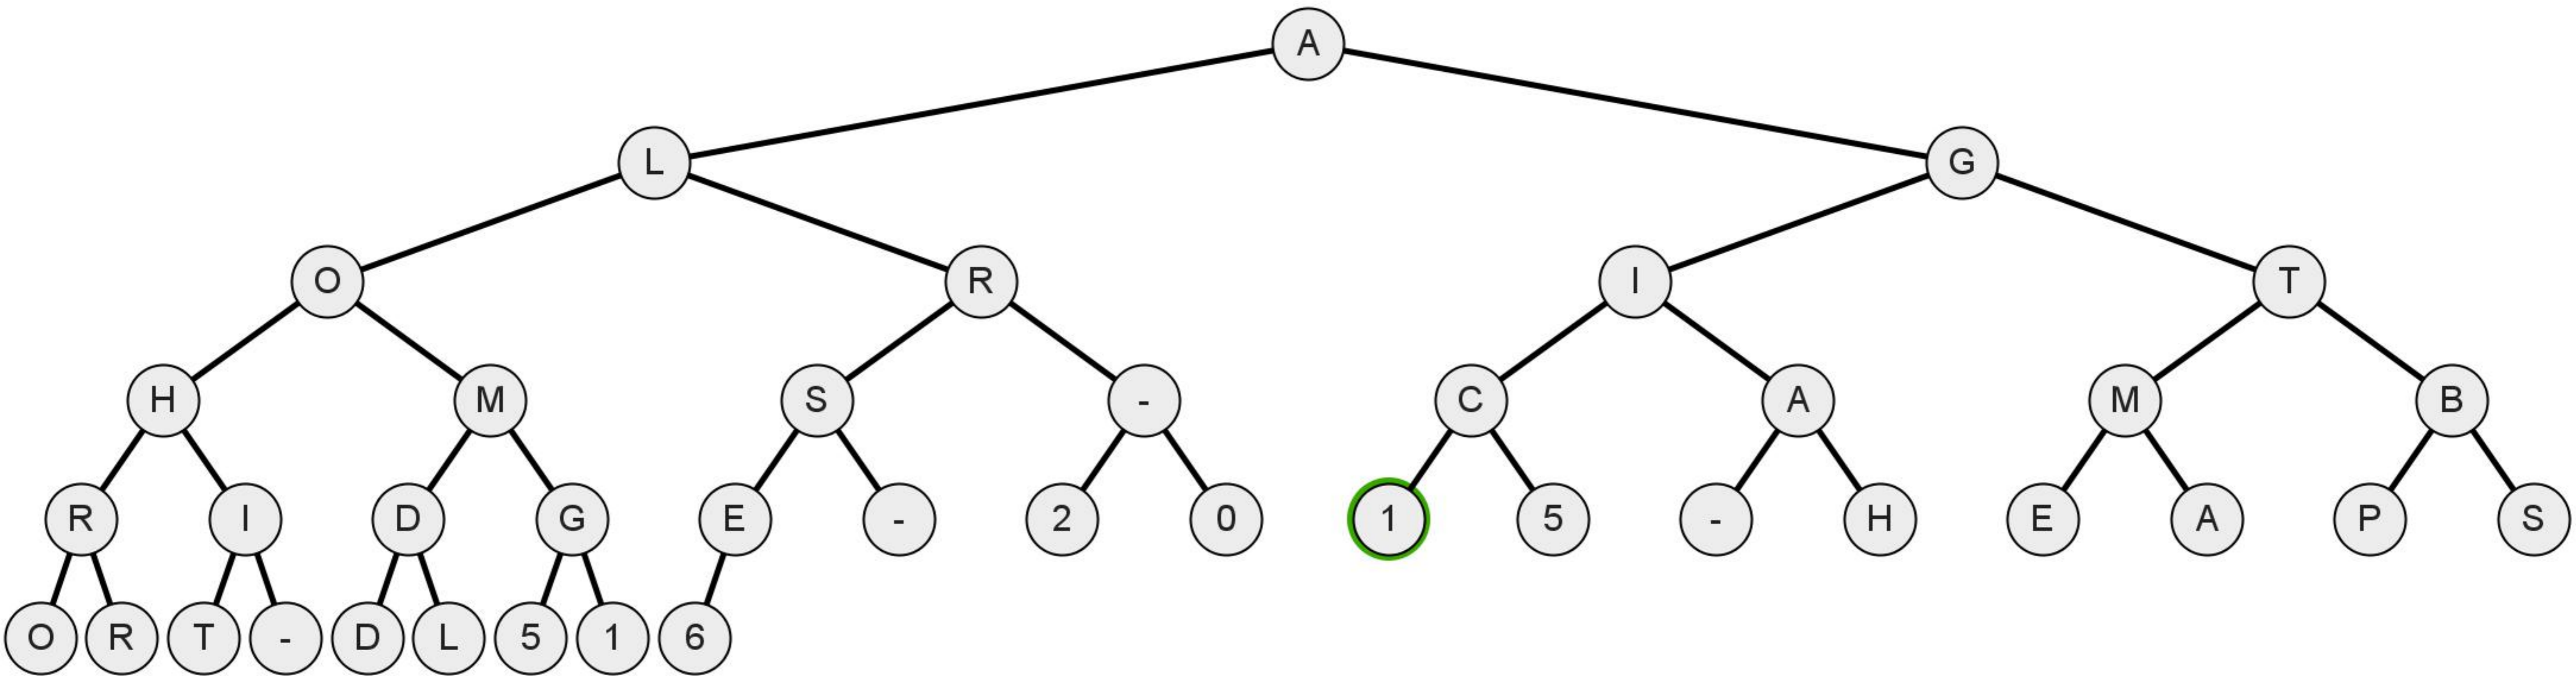 A
L G
O R I T
H M S - C A M B
R I D G E - 2 0 1 5 - H E A P S
O R T - D L 5 1 6